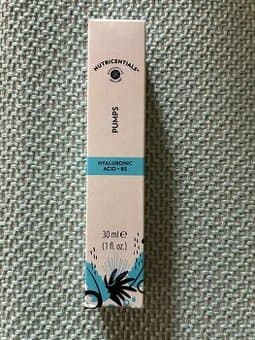 NUTRICENTIALS®
PUMPS
HYALURONIC
ACID + B5
30 ml ℮
(1 fl. oz.)